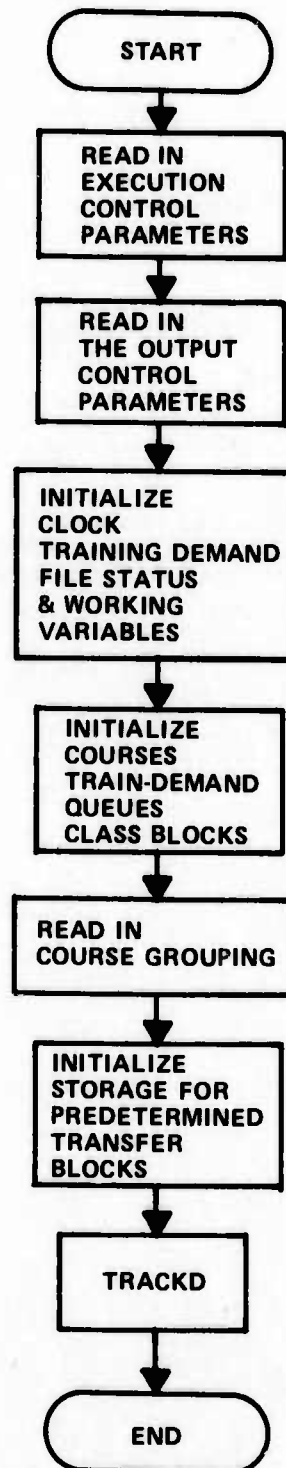 START
READ IN
EXECUTION
CONTROL
PARAMETERS
READ IN
THE OUTPUT
CONTROL
PARAMETERS
INITIALIZE
CLOCK
TRAINING DEMAND
FILE STATUS
& WORKING
VARIABLES
INITIALIZE
COURSES
TRAIN-DEMAND
QUEUES
CLASS BLOCKS
READ IN
COURSE GROUPING
INITIALIZE
STORAGE FOR
PREDETERMINED
TRANSFER
BLOCKS
TRACKD
END